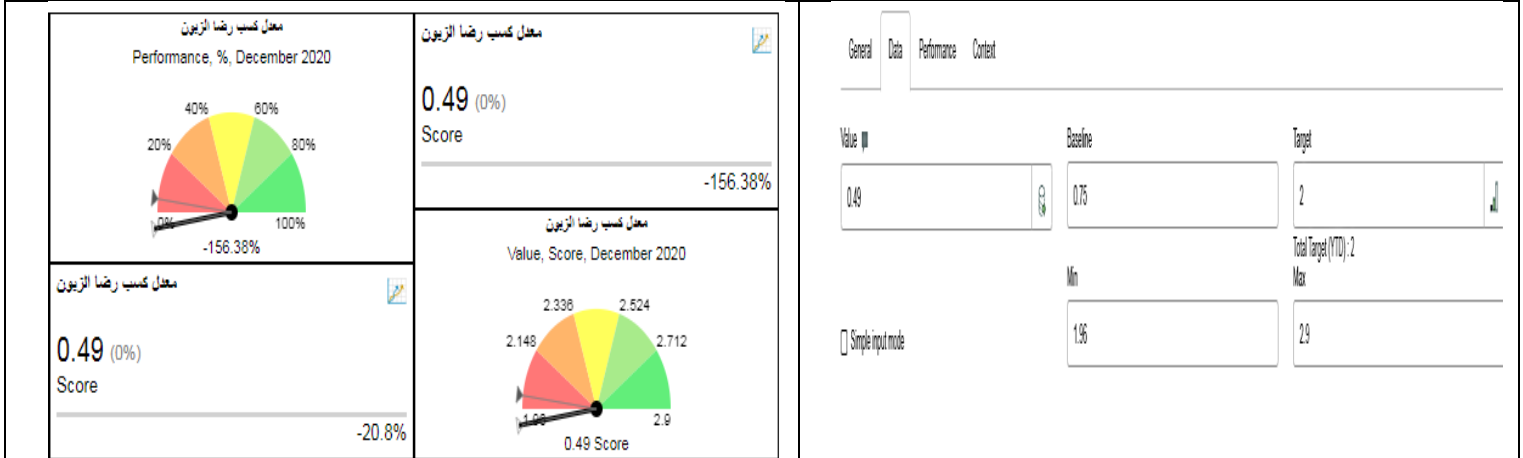 معدل كسب رضا الزبون
Performance, %, December 2020
40%
60%
20%
80%
0%
100%
-156.38%
معدل كسب رضا الزبون
0.49 (0%)
Score
-156.38%
معدل كسب رضا الزبون
0.49 (0%)
Score
-20.8%
معدل كسب رضا الزبون
Value, Score, December 2020
2.336
2.524
2.148
2.712
1.96
2.9
0.49 Score
General Data Performance Context
Value Baseline Target
0.49 0.75 2
Total Target (YTD) : 2
Min Max
Simple input mode 1.96 2.9